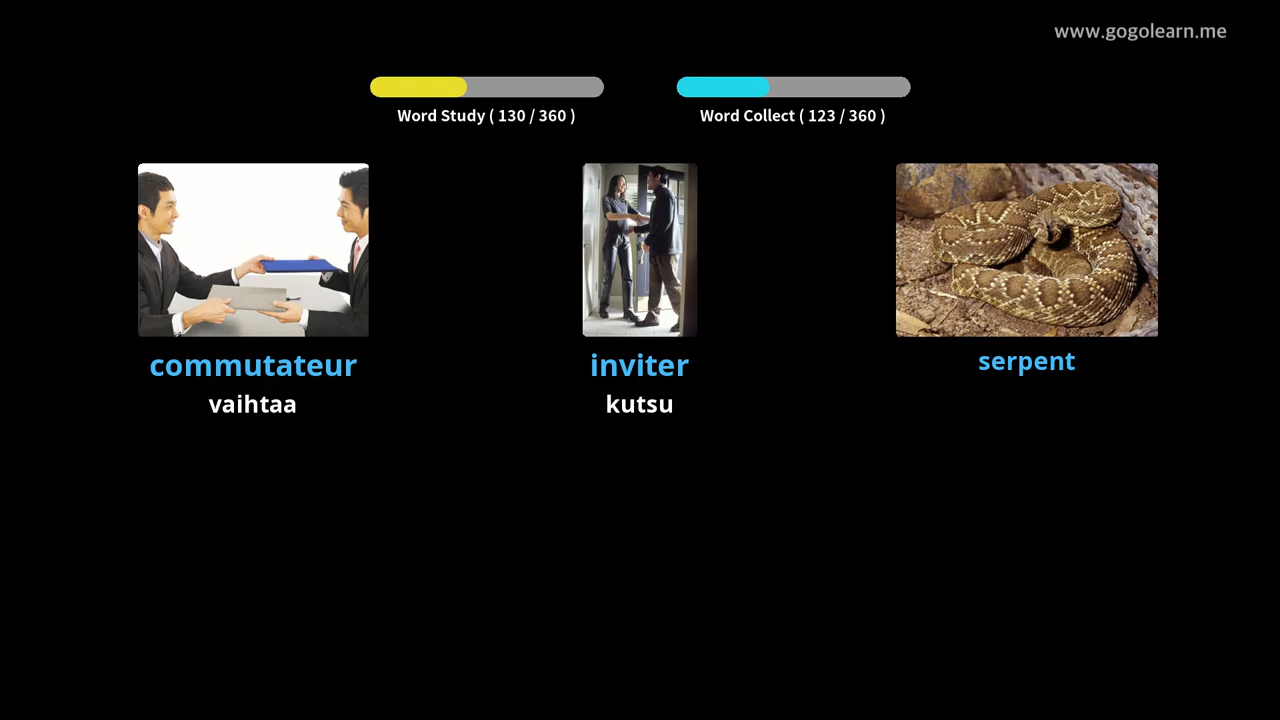 www.gogolearn.me
Word Study ( 130 / 360 )
Word Collect ( 123 / 360 )
commutateur
vaihtaa
inviter
kutsu
serpent